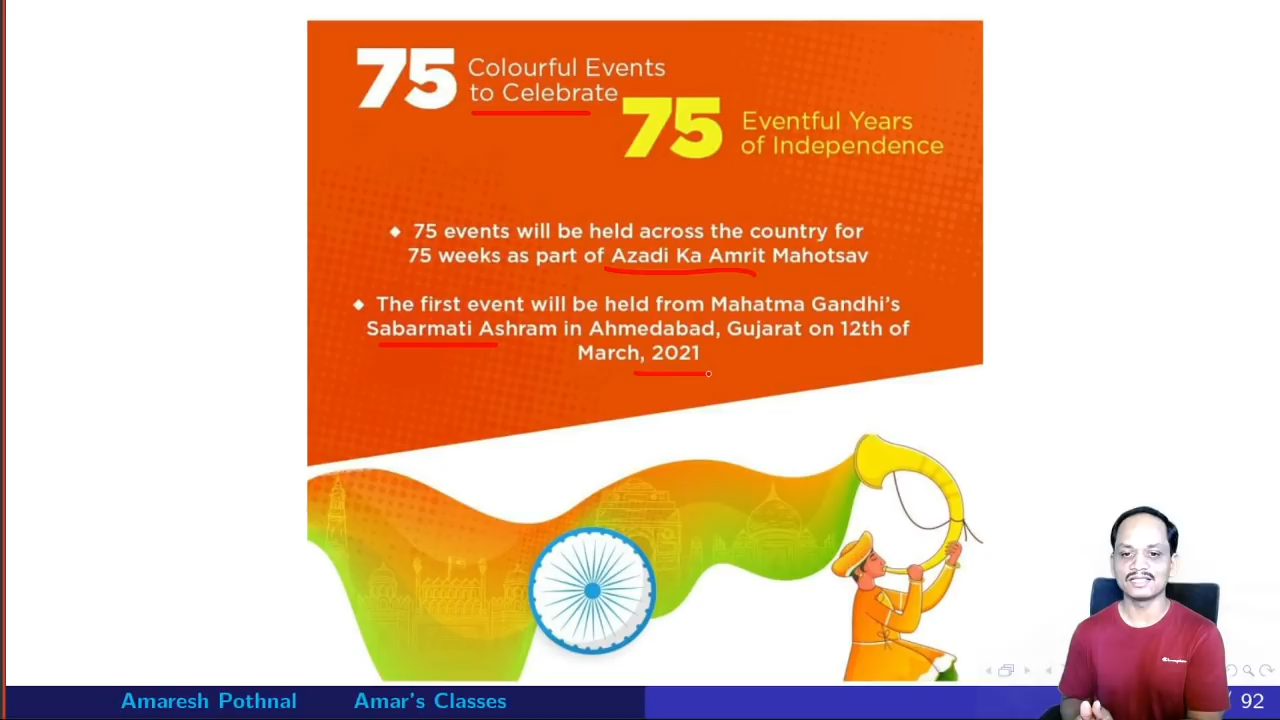 75 Colourful Events
to Celebrate
75 Eventful Years
of Independence
◆ 75 events will be held across the country for
75 weeks as part of Azadi Ka Amrit Mahotsav
◆ The first event will be held from Mahatma Gandhi's
Sabarmati Ashram in Ahmedabad, Gujarat on 12th of
March, 2021
Amaresh Pothnal Amar's Classes / 92